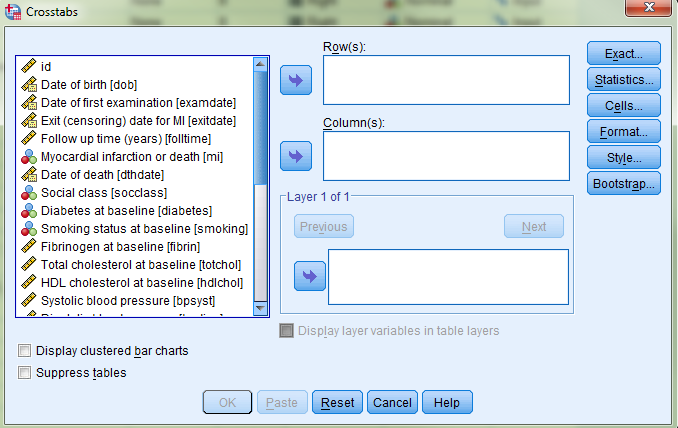 Crosstabs
id
Date of birth [dob]
Date of first examination [examdate]
Exit (censoring) date for MI [exitdate]
Follow up time (years) [folltime]
Myocardial infarction or death [mi]
Date of death [dthdate]
Social class [socclass]
Diabetes at baseline [diabetes]
Smoking status at baseline [smoking]
Fibrinogen at baseline [fibrin]
Total cholesterol at baseline [totchol]
HDL cholesterol at baseline [hdlchol]
Systolic blood pressure [bpsyst]
Row(s):
Column(s):
Layer 1 of 1
Previous
Next
Display layer variables in table layers
Exact...
Statistics...
Cells...
Format...
Style...
Bootstrap...
Display clustered bar charts
Suppress tables
OK
Paste
Reset
Cancel
Help